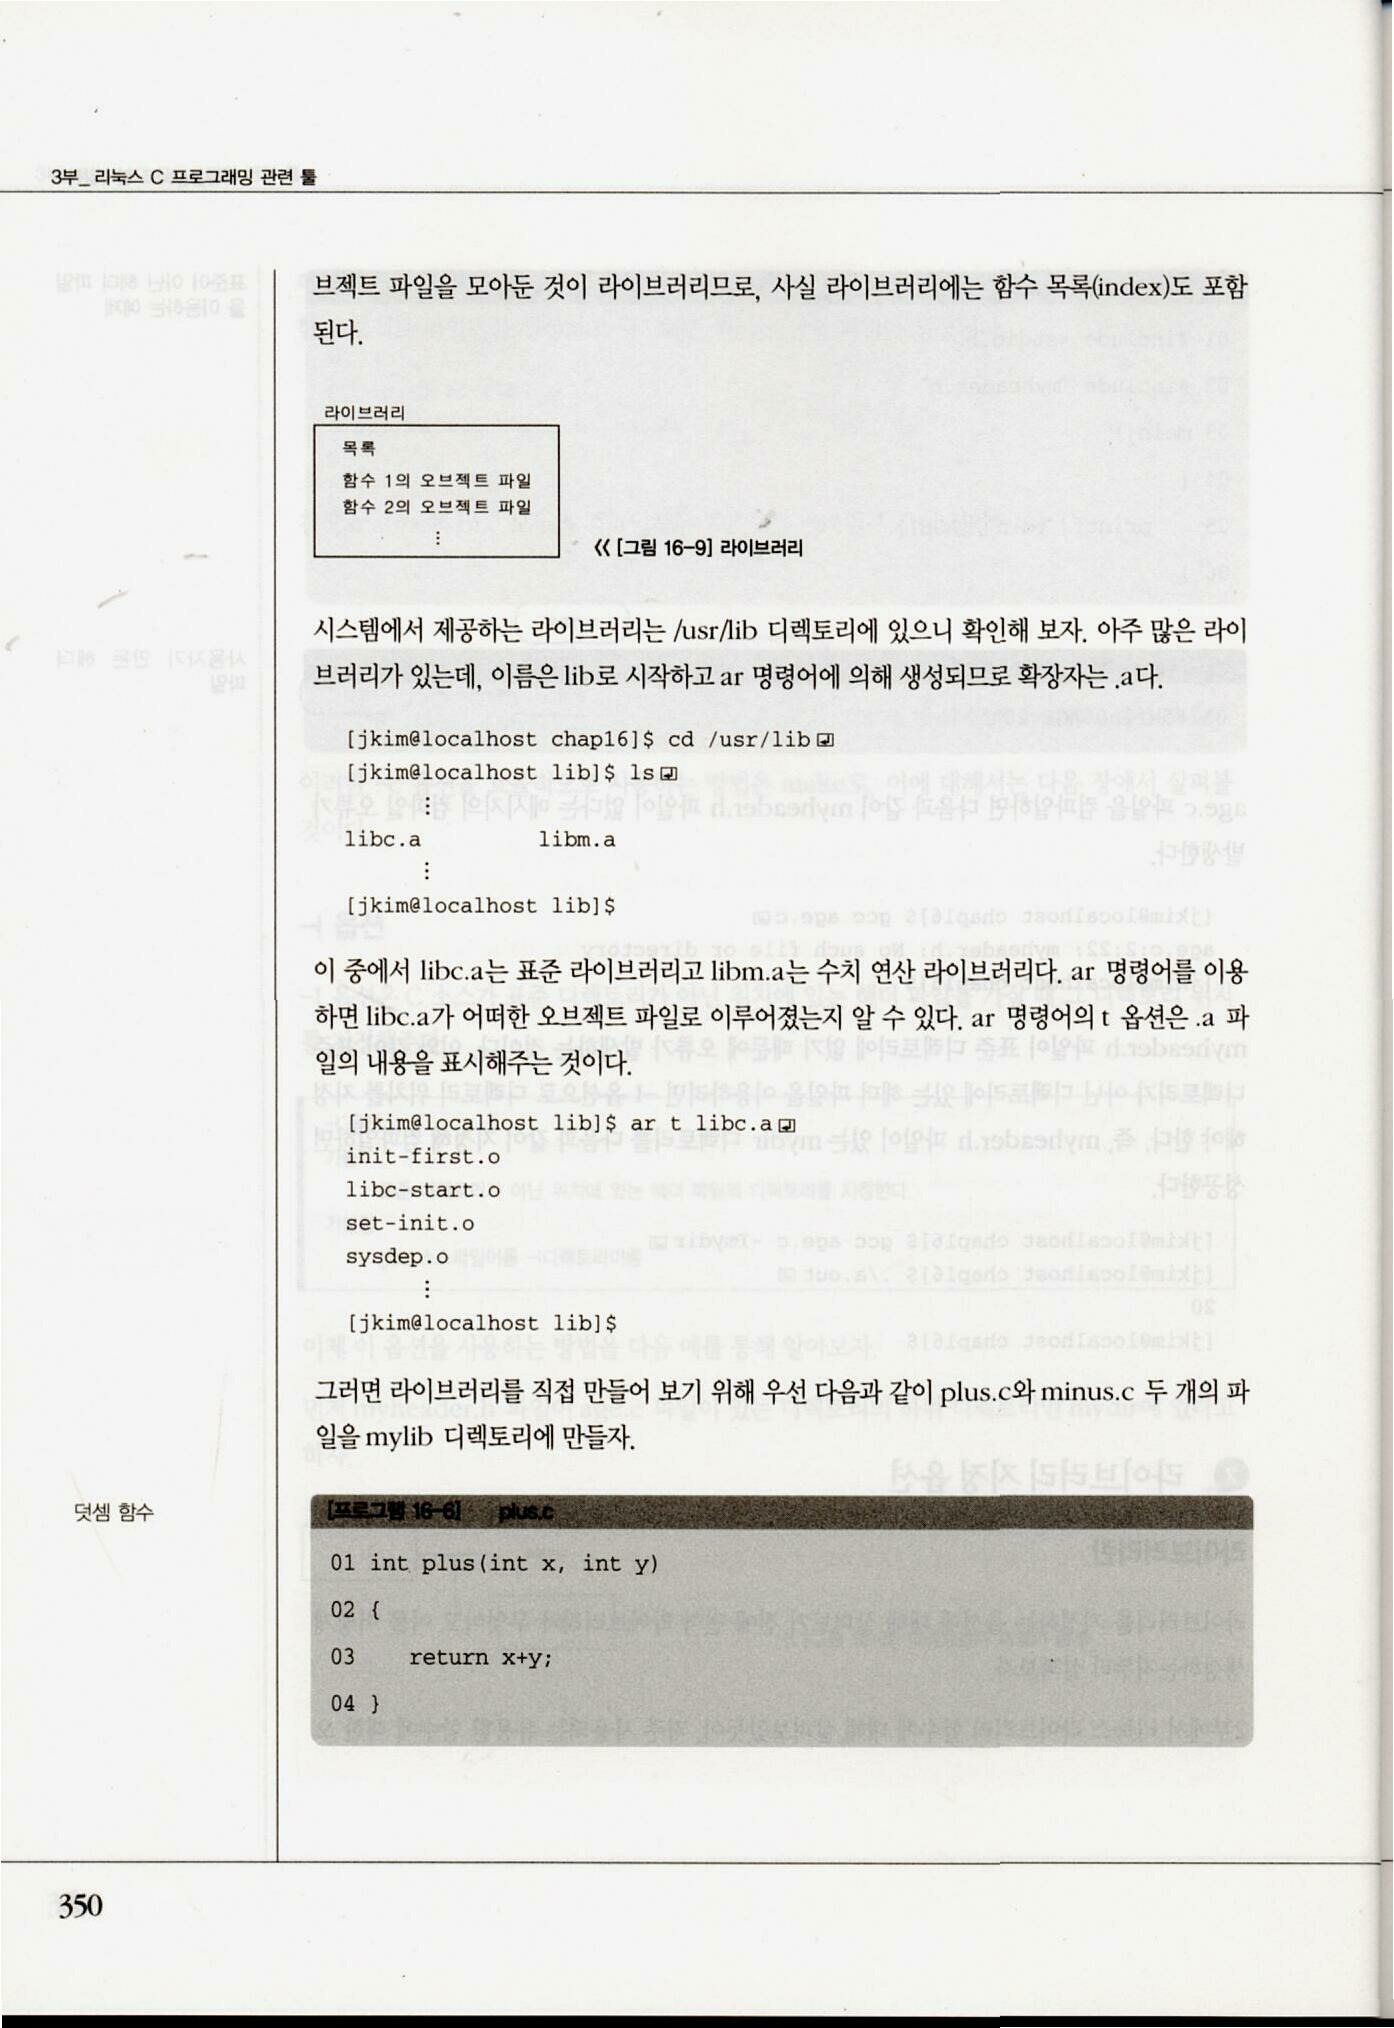 3부_ 리눅스 C 프로그래밍 관련 툴
브젝트 파일을 모아둔 것이 라이브러리므로, 사실 라이브러리에는 함수 목록(index)도 포함
된다.
라이브러리
목록
함수 1의 오브젝트 파일
함수 2의 오브젝트 파일
⋮
≪ [그림 16-9] 라이브러리
시스템에서 제공하는 라이브러리는 /usr/lib 디렉토리에 있으니 확인해 보자. 아주 많은 라이
브러리가 있는데, 이름은 lib로 시작하고 ar 명령어에 의해 생성되므로 확장자는 .a다.
[jkim@localhost chap16]$ cd /usr/lib↵
[jkim@localhost lib]$ ls↵
⋮
libc.a libm.a
⋮
[jkim@localhost lib]$
이 중에서 libc.a는 표준 라이브러리고 libm.a는 수치 연산 라이브러리다. ar 명령어를 이용
하면 libc.a가 어떠한 오브젝트 파일로 이루어졌는지 알 수 있다. ar 명령어의 t 옵션은 .a 파
일의 내용을 표시해주는 것이다.
[jkim@localhost lib]$ ar t libc.a↵
init-first.o
libc-start.o
set-init.o
sysdep.o
⋮
[jkim@localhost lib]$
그러면 라이브러리를 직접 만들어 보기 위해 우선 다음과 같이 plus.c와 minus.c 두 개의 파
일을 mylib 디렉토리에 만들자.
덧셈 함수
[프로그램 16-6] plus.c
01 int plus(int x, int y)
02 {
03 return x+y;
04 }
350